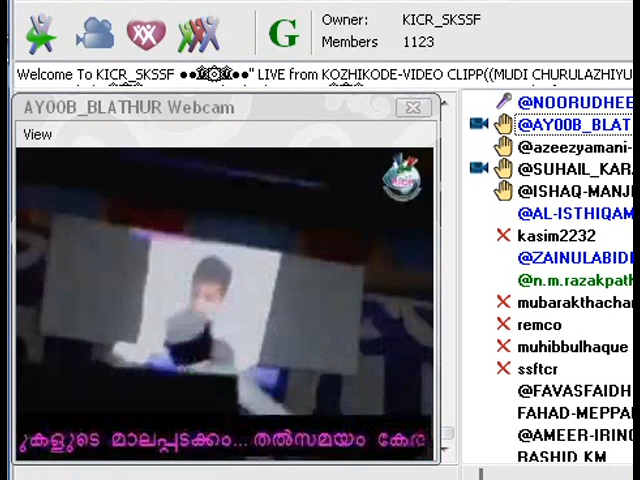 Owner: KICR_SKSSF
Members 1123
G
Welcome To KICR_SKSSF ●●۞●●" LIVE from KOZHIKODE-VIDEO CLIPP((MUDI CHURULAZHIYU
AY00B_BLATHUR Webcam
View
@NOORUDHEE
@AY00B_BLAT
@azeezyamani-
@SUHAIL_KAR
@ISHAQ-MANJ
@AL-ISTHIQAM
kasim2232
@ZAINULABIDI
@n.m.razakpath
mubarakthachar
remco
muhibbulhaque
ssftcr
@FAVASFAIDH
FAHAD-MEPPA
@AMEER-IRING
RASHID KM
കളുടെ മാലപ്പടക്കം... തൽസമയം കേര